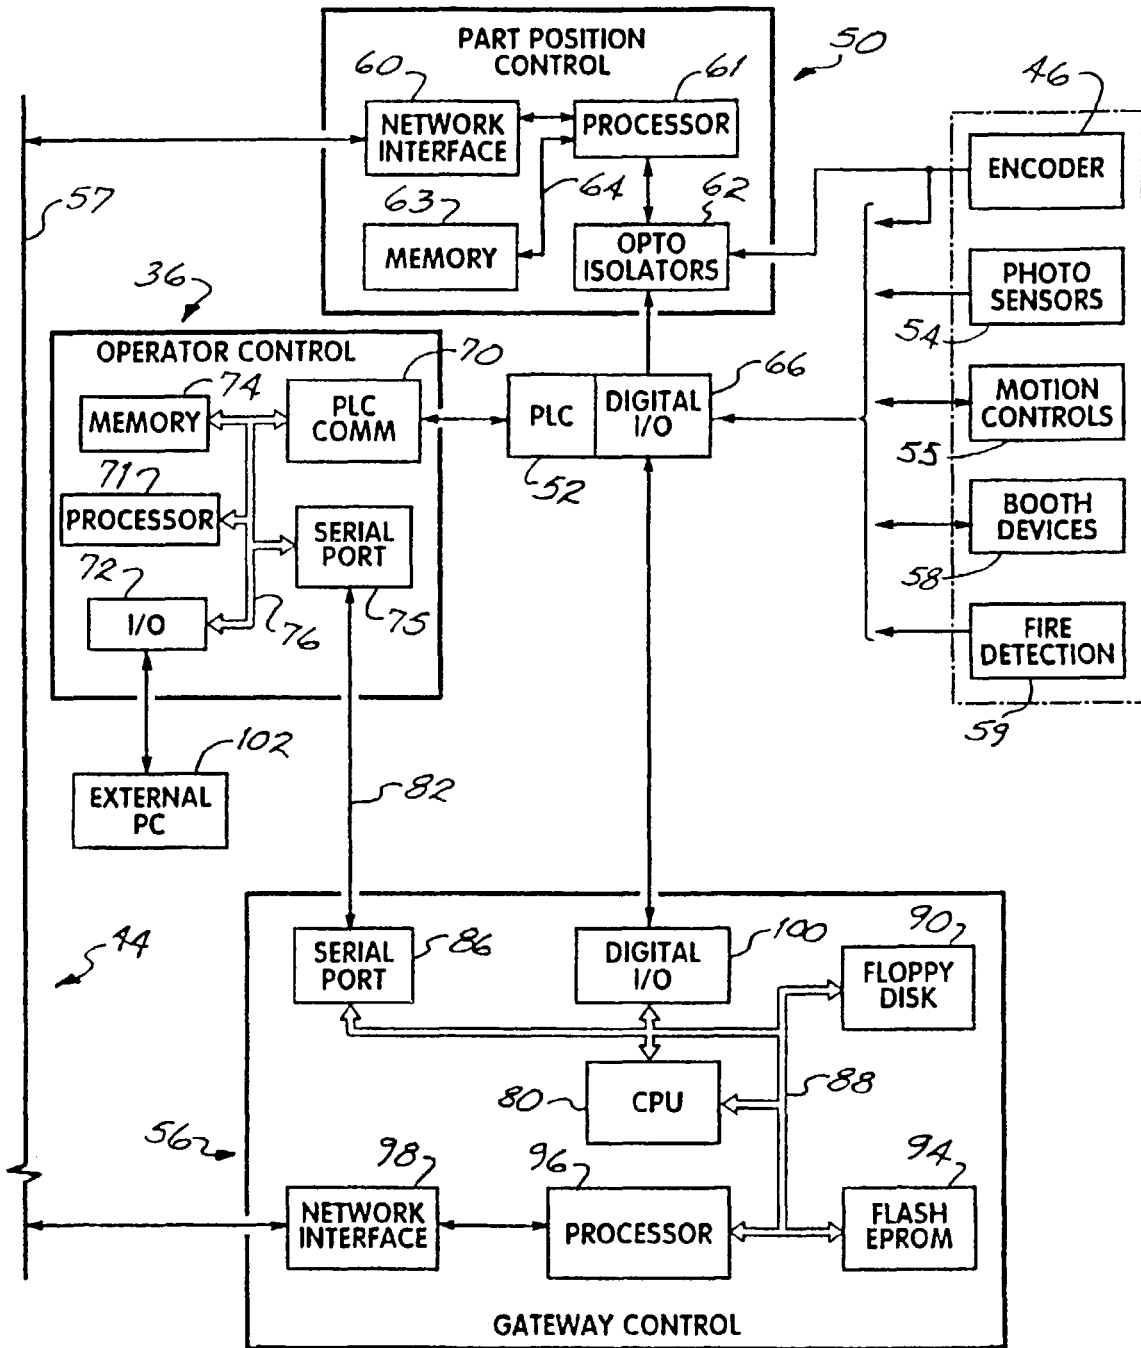 PART POSITION
CONTROL
50
60
61
46
NETWORK
INTERFACE
PROCESSOR
ENCODER
57
63
64
62
MEMORY
OPTO
ISOLATORS
PHOTO
SENSORS
54
36
OPERATOR CONTROL
70
66
74
MEMORY
PLC
COMM
PLC
DIGITAL
I/O
MOTION
CONTROLS
55
52
71
PROCESSOR
SERIAL
PORT
BOOTH
DEVICES
58
72
I/O
76
75
FIRE
DETECTION
59
102
EXTERNAL
PC
82
44
SERIAL
PORT
86
DIGITAL
I/O
100
90
FLOPPY
DISK
80
CPU
88
56
98
96
94
NETWORK
INTERFACE
PROCESSOR
FLASH
EPROM
GATEWAY CONTROL